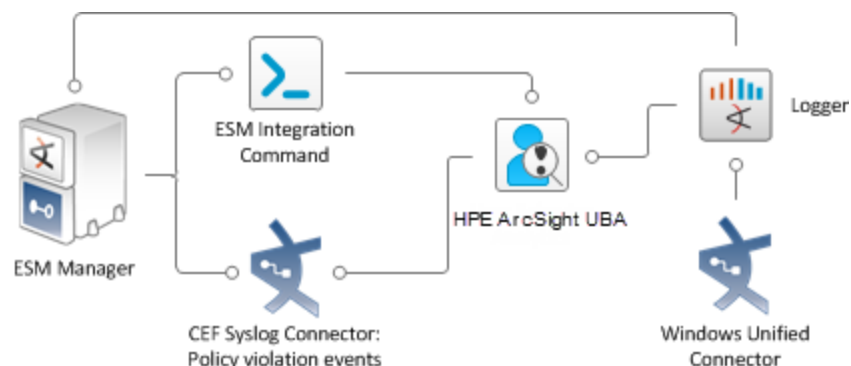 ESM Integration
Command
Logger
HPE ArcSight UBA
ESM Manager
CEF Syslog Connector:
Policy violation events
Windows Unified
Connector